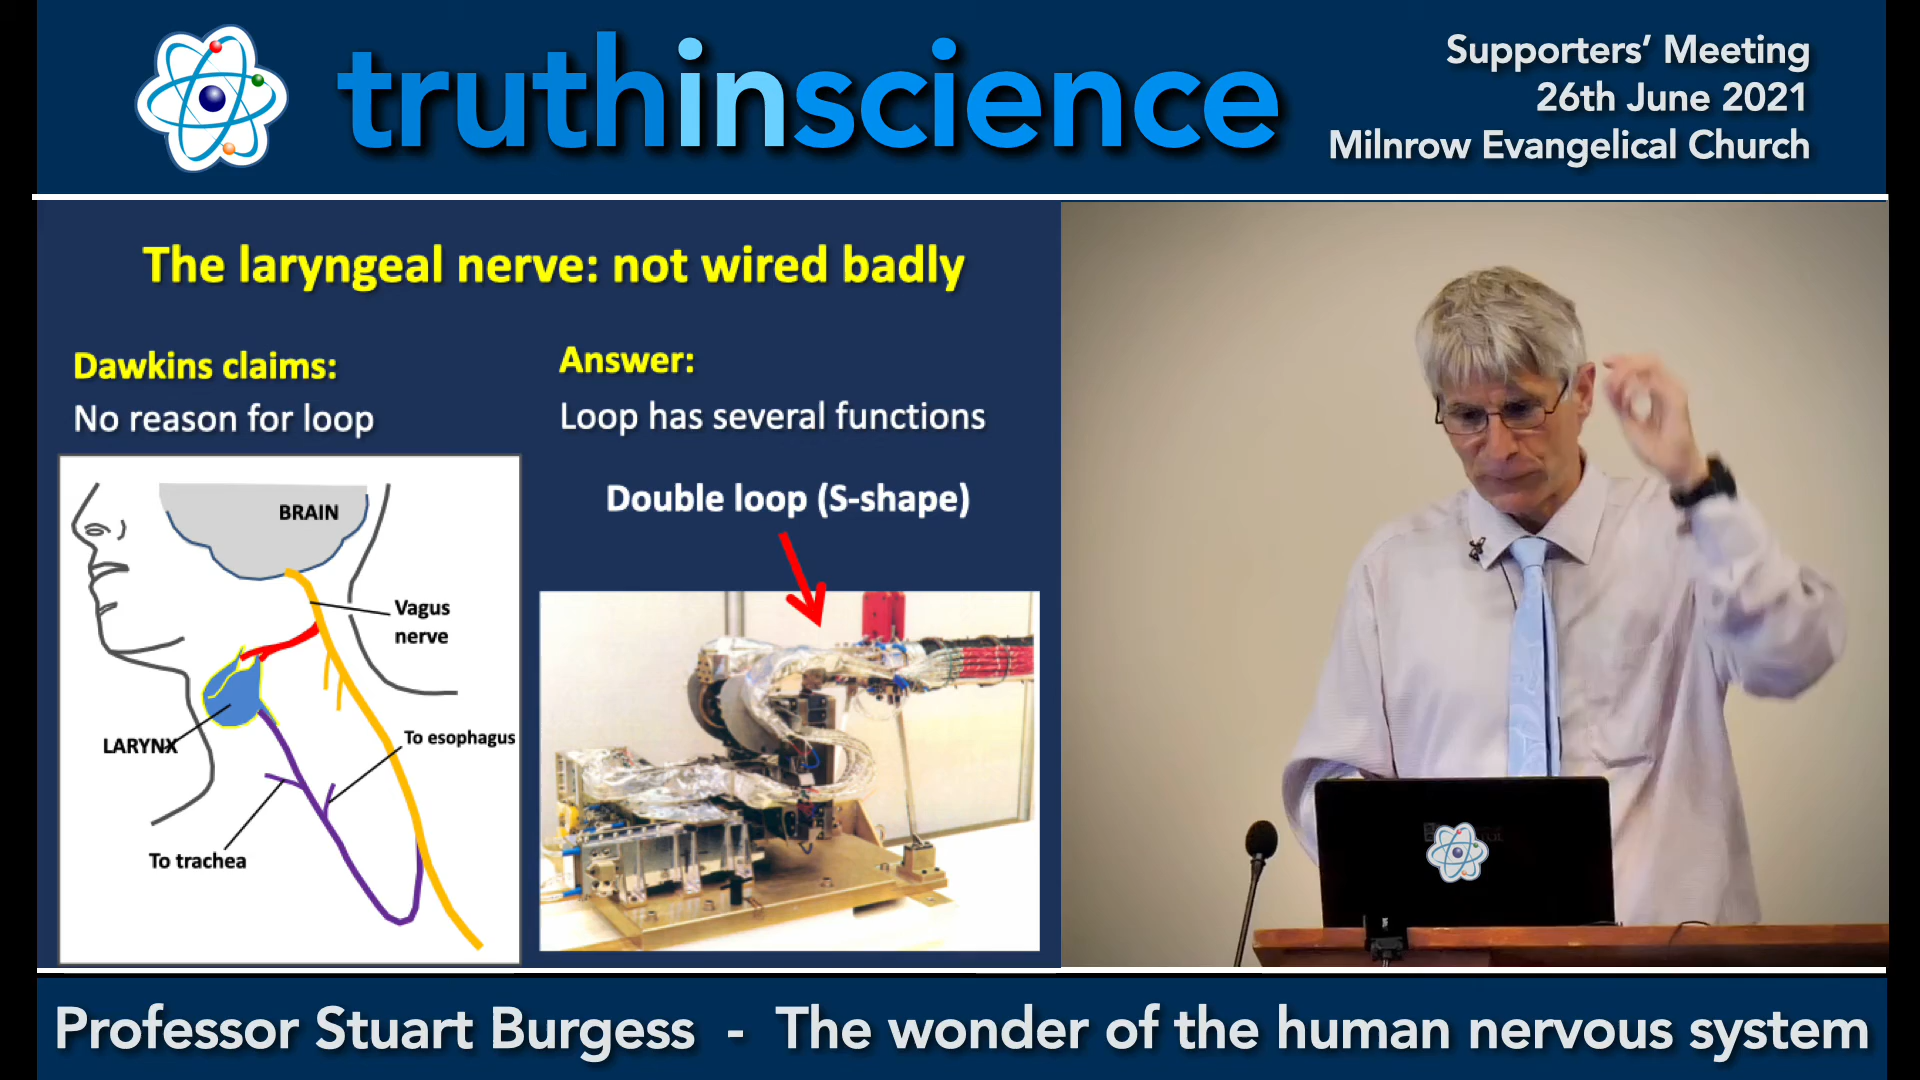 truthinscience
Supporters' Meeting
26th June 2021
Milnrow Evangelical Church
The laryngeal nerve: not wired badly
Dawkins claims:
No reason for loop
BRAIN
Vagus
nerve
LARYNX
To esophagus
To trachea
Answer:
Loop has several functions
Double loop (S-shape)
Professor Stuart Burgess - The wonder of the human nervous system